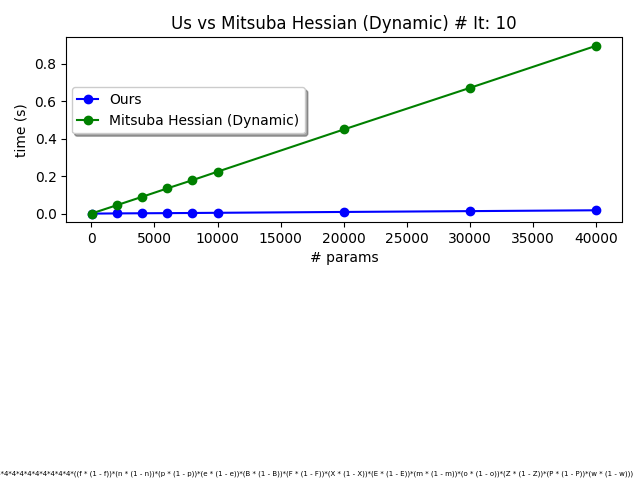 Us vs Mitsuba Hessian (Dynamic) # It: 10
time (s)
0.8
0.6
0.4
0.2
0.0
Ours
Mitsuba Hessian (Dynamic)
0 5000 10000 15000 20000 25000 30000 35000 40000
# params
*4*4*4*4*4*4*4*4*4*((f * (1 - f))*(n * (1 - n))*(p * (1 - p))*(e * (1 - e))*(B * (1 - B))*(F * (1 - F))*(X * (1 - X))*(E * (1 - E))*(m * (1 - m))*(o * (1 - o))*(Z * (1 - Z))*(P * (1 - P))*(w * (1 - w)))